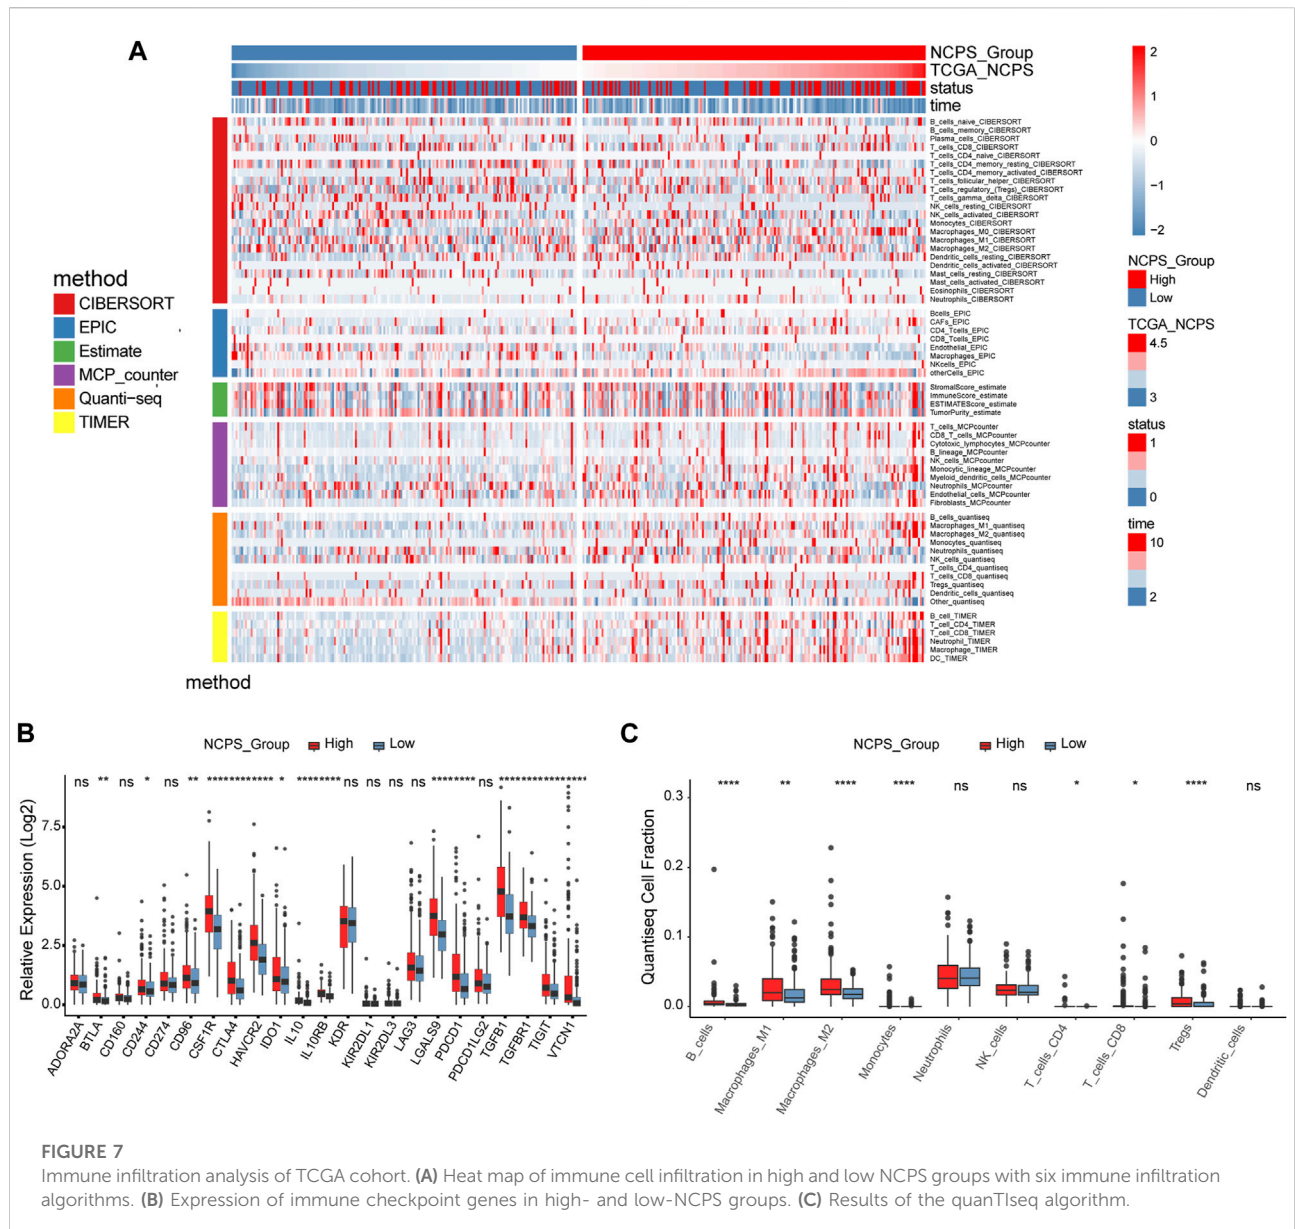 A
NCPS_Group
TCGA_NCPS
status
time
B_cells_naive_CIBERSORT
B_cells_memory_CIBERSORT
Plasma_cells_CIBERSORT
T_cells_CD8_CIBERSORT
T_cells_CD4_naive_CIBERSORT
T_cells_CD4_memory_resting_CIBERSORT
T_cells_CD4_memory_activated_CIBERSORT
T_cells_follicular_helper_CIBERSORT
T_cells_regulatory_(Tregs)_CIBERSORT
T_cells_gamma_delta_CIBERSORT
NK_cells_resting_CIBERSORT
NK_cells_activated_CIBERSORT
Monocytes_CIBERSORT
Macrophages_M0_CIBERSORT
Macrophages_M1_CIBERSORT
Macrophages_M2_CIBERSORT
Dendritic_cells_resting_CIBERSORT
Dendritic_cells_activated_CIBERSORT
Mast_cells_resting_CIBERSORT
Mast_cells_activated_CIBERSORT
Eosinophils_CIBERSORT
Neutrophils_CIBERSORT
Bcells_EPIC
CAFs_EPIC
CD4_Tcells_EPIC
CD8_Tcells_EPIC
Endothelial_EPIC
Macrophages_EPIC
NKcells_EPIC
otherCells_EPIC
StromalScore_estimate
ImmuneScore_estimate
ESTIMATEScore_estimate
TumorPurity_estimate
T_cells_MCPcounter
CD8_T_cells_MCPcounter
Cytotoxic_lymphocytes_MCPcounter
B_lineage_MCPcounter
NK_cells_MCPcounter
Monocytic_lineage_MCPcounter
Myeloid_dendritic_cells_MCPcounter
Neutrophils_MCPcounter
Endothelial_cells_MCPcounter
Fibroblasts_MCPcounter
B_cells_quantiseq
Macrophages_M1_quantiseq
Macrophages_M2_quantiseq
Monocytes_quantiseq
Neutrophils_quantiseq
NK_cells_quantiseq
T_cells_CD4_quantiseq
T_cells_CD8_quantiseq
Tregs_quantiseq
Dendritic_cells_quantiseq
Other_quantiseq
B_cell_TIMER
T_cell_CD4_TIMER
T_cell_CD8_TIMER
Neutrophil_TIMER
Macrophage_TIMER
DC_TIMER
method
method
CIBERSORT
EPIC
Estimate
MCP_counter
Quanti-seq
TIMER
2
1
0
−1
−2
NCPS_Group
High
Low
TCGA_NCPS
4.5
3
status
1
0
time
10
2
B
NCPS_Group High Low
ns ** ns * ns ** **** **** **** * **** **** ns ns ns ns **** **** ns **** **** **** ****
Relative Expression (Log2)
7.5
5.0
2.5
0.0
ADORA2A
BTLA
CD160
CD244
CD274
CD96
CSF1R
CTLA4
HAVCR2
IDO1
IL10
IL10RB
KDR
KIR2DL1
KIR2DL3
LAG3
LGALS9
PDCD1
PDCD1LG2
TGFB1
TGFBR1
TIGIT
VTCN1
C
NCPS_Group High Low
**** ** **** **** ns ns * * **** ns
Quantiseq Cell Fraction
0.3
0.2
0.1
0.0
B_cells
Macrophages_M1
Macrophages_M2
Monocytes
Neutrophils
NK_cells
T_cells_CD4
T_cells_CD8
Tregs
Dendritic_cells
FIGURE 7
Immune infiltration analysis of TCGA cohort. (A) Heat map of immune cell infiltration in high and low NCPS groups with six immune infiltration
algorithms. (B) Expression of immune checkpoint genes in high- and low-NCPS groups. (C) Results of the quanTIseq algorithm.